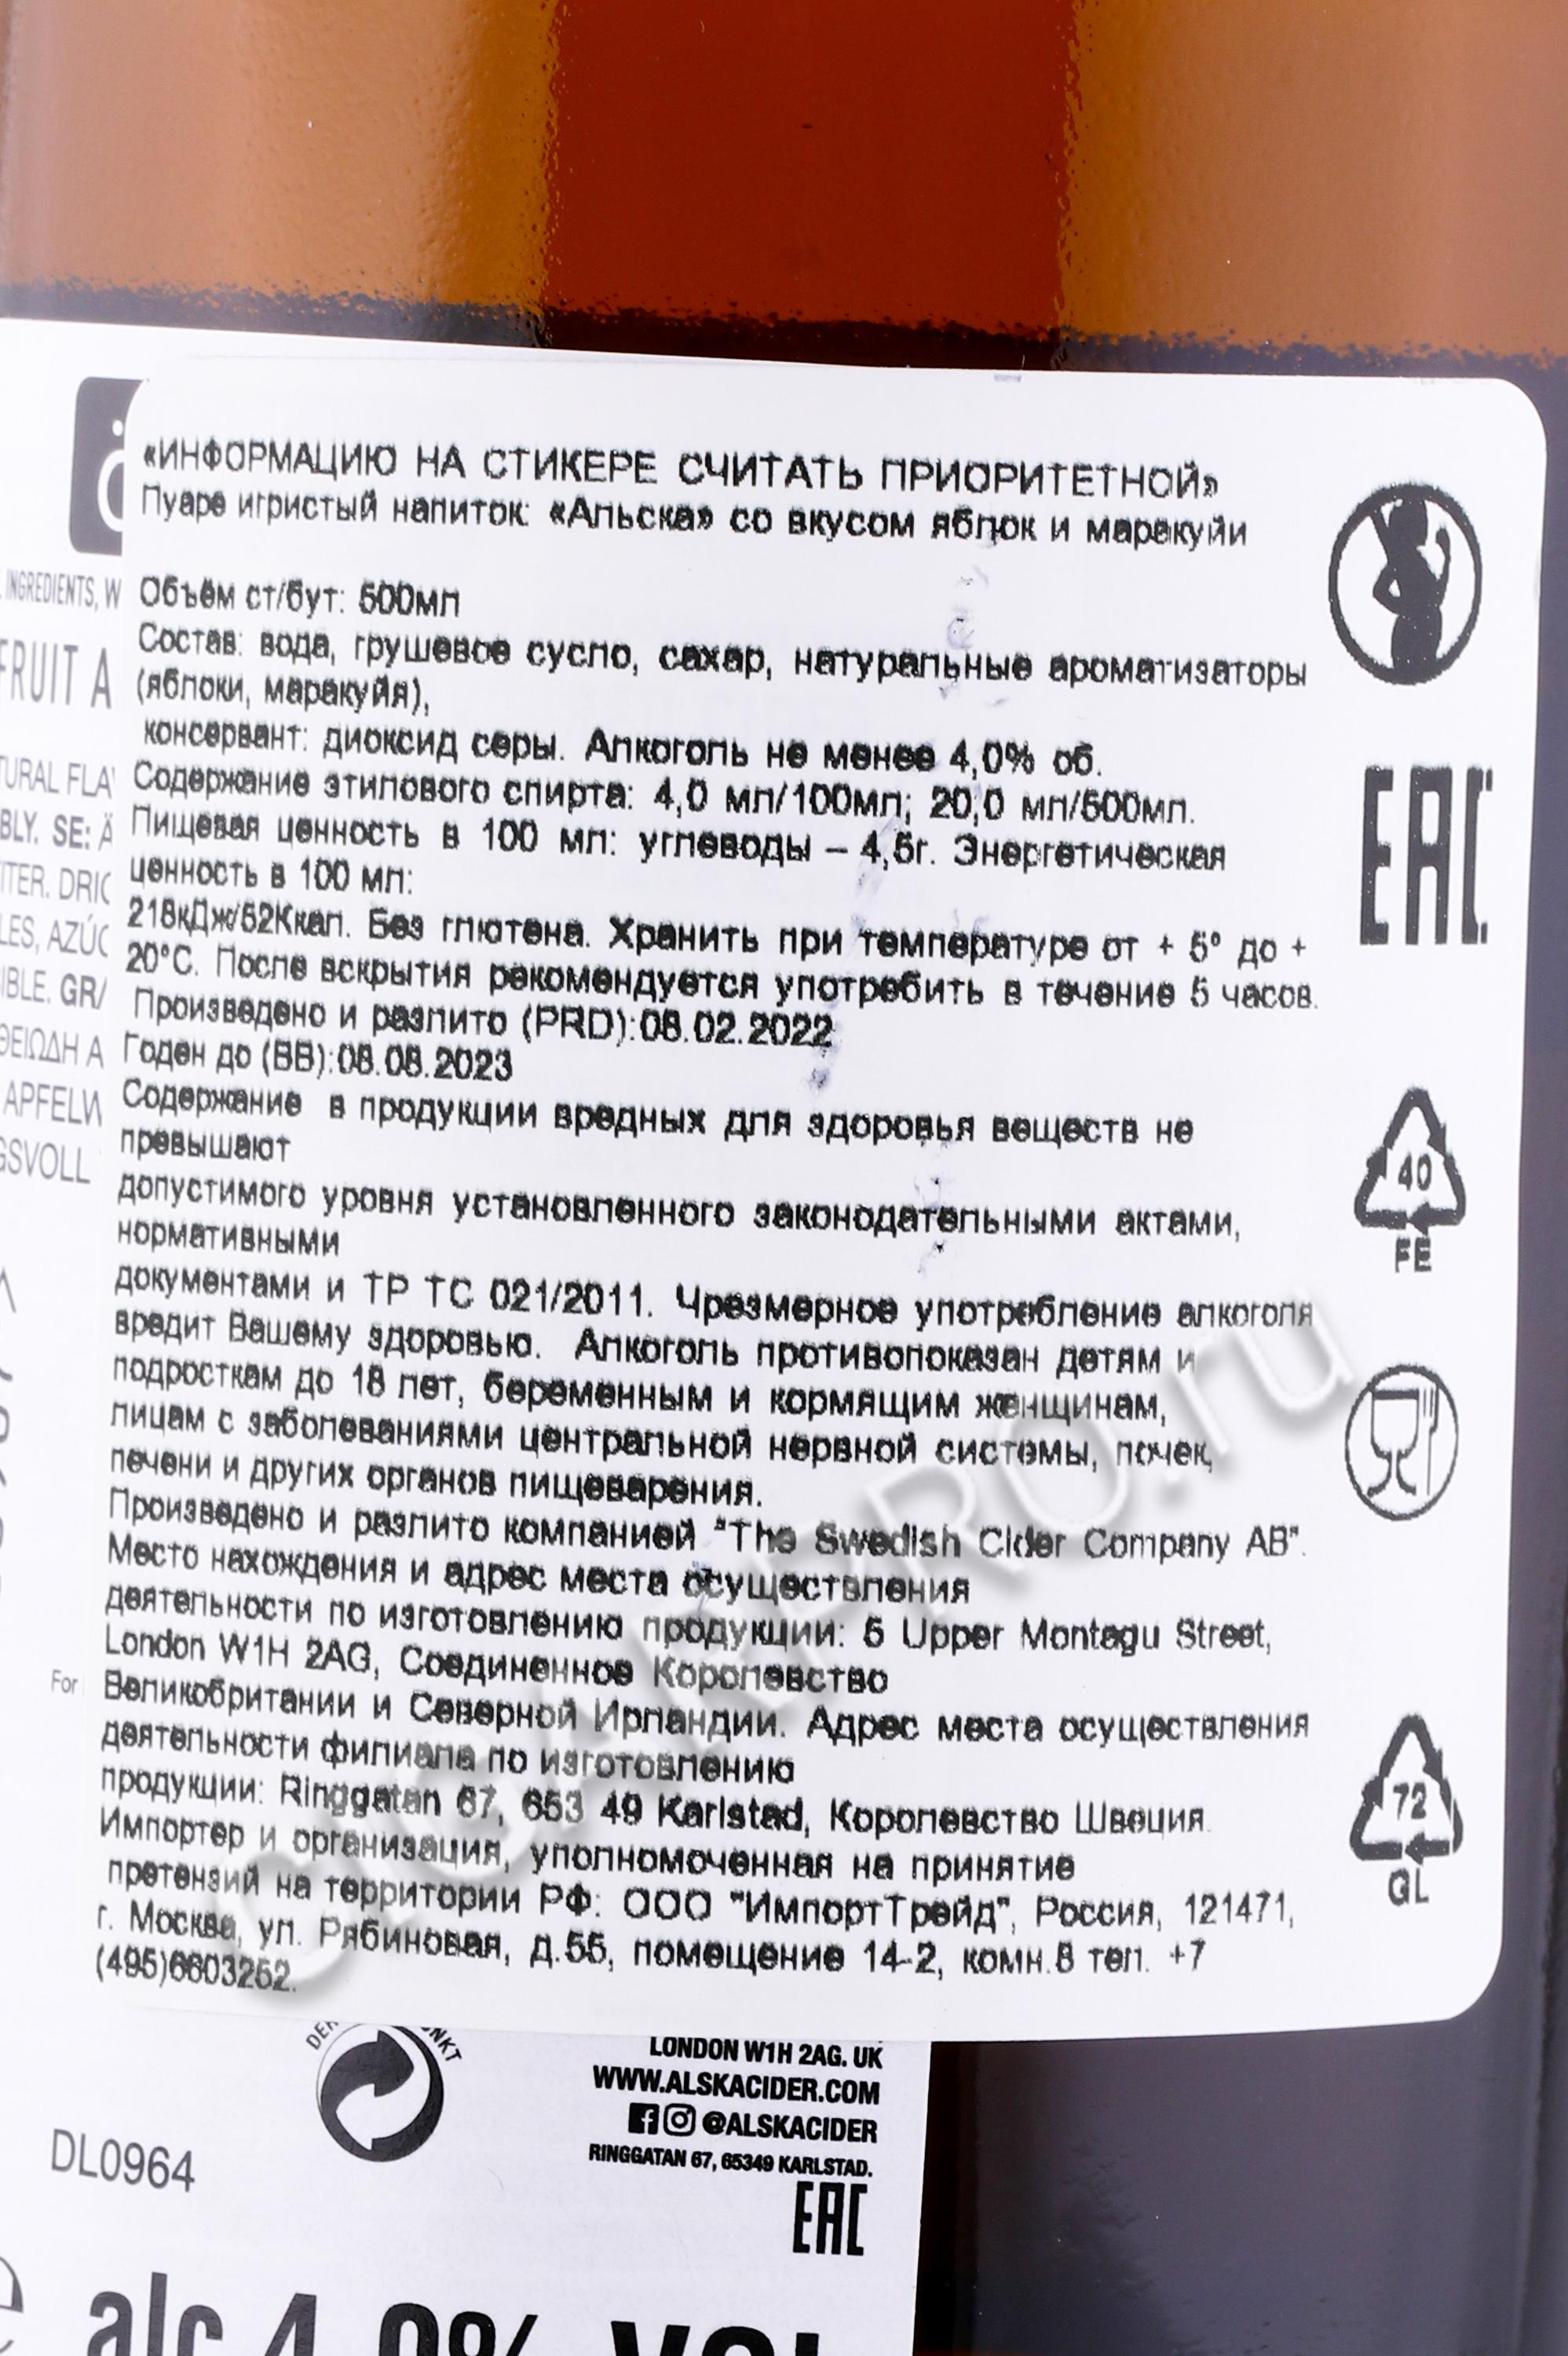 «ИНФОРМАЦИЮ НА СТИКЕРЕ СЧИТАТЬ ПРИОРИТЕТНОЙ»
Пуаре игристый напиток: «Альска» со вкусом яблок и маракуйи
Объём ст/бут: 500мл
Состав: вода, грушевое сусло, сахар, натуральные ароматизаторы
(яблоки, маракуйя),
консервант: диоксид серы. Алкоголь не менее 4,0% об.
Содержание этилового спирта: 4,0 мл/100мл; 20,0 мл/500мл.
Пищевая ценность в 100 мл: углеводы – 4,5г. Энергетическая
ценность в 100 мл:
218кДж/52Ккал. Без глютена. Хранить при температуре от + 5° до +
20°С. После вскрытия рекомендуется употребить в течение 5 часов.
Произведено и разлито (PRD):08.02.2022
Годен до (BB):08.08.2023
Содержание в продукции вредных для здоровья веществ не
превышают
допустимого уровня установленного законодательными актами,
нормативными
документами и ТР ТС 021/2011. Чрезмерное употребление алкоголя
вредит Вашему здоровью. Алкоголь противопоказан детям и
подросткам до 18 лет, беременным и кормящим женщинам,
лицам с заболеваниями центральной нервной системы, почек,
печени и других органов пищеварения.
Произведено и разлито компанией "The Swedish Cider Company AB".
Место нахождения и адрес места осуществления
деятельности по изготовлению продукции: 5 Upper Montagu Street,
London W1H 2AG, Соединенное Королевство
Великобритании и Северной Ирландии. Адрес места осуществления
деятельности филиала по изготовлению
продукции: Ringgatan 67, 653 49 Karlstad, Королевство Швеция.
Импортер и организация, уполномоченная на принятие
претензий на территории РФ: ООО "ИмпортТрейд", Россия, 121471,
г. Москва, ул. Рябиновая, д.55, помещение 14-2, комн.8 тел. +7
(495)6603252.
EAC
40
FE
72
GL
INGREDIENTS, W
FRUIT A
TURAL FLA
BLY. SE: Ä
ITER. DRIC
LES, AZÚC
IBLE. GR/
ΘΕΙΩΔΗ Α
APFELW
GSVOLL
For
DER
NKT
LONDON W1H 2AG. UK
WWW.ALSKACIDER.COM
@ALSKACIDER
RINGGATAN 67, 65349 KARLSTAD.
EAC
DL0964
alc 4.0% vol
CIGARPRO.ru